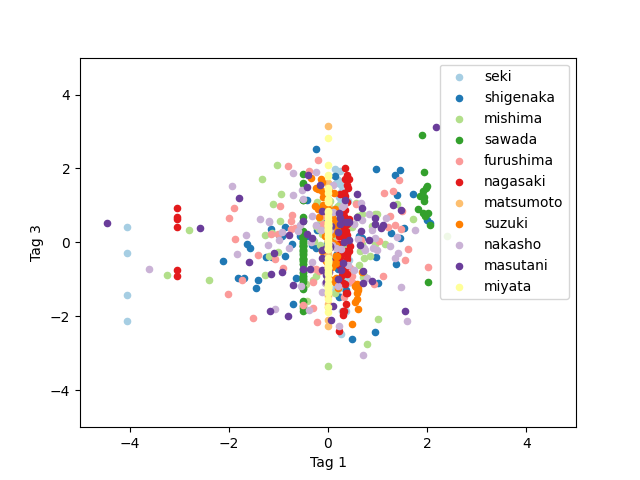 seki
shigenaka
mishima
sawada
furushima
nagasaki
matsumoto
suzuki
nakasho
masutani
miyata
4
2
0
−2
−4
Tag 3
−4 −2 0 2 4
Tag 1